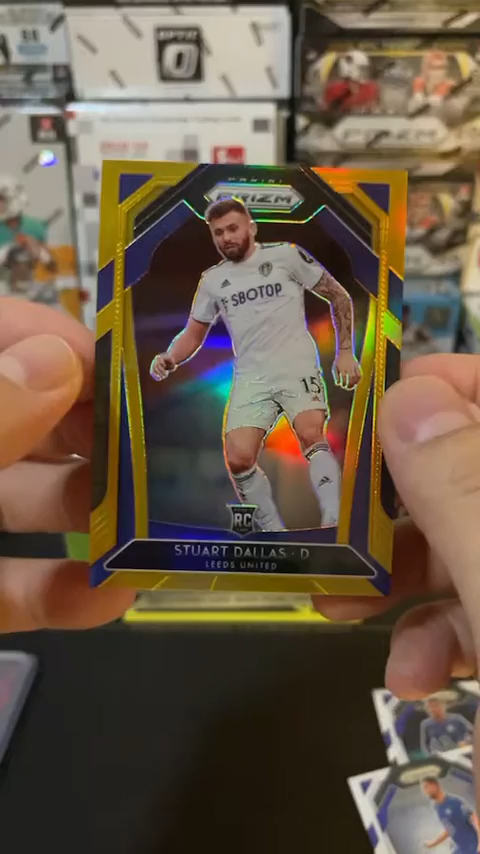 PANINI
PRIZM
SBOTOP
15
RC
STUART DALLAS · D
LEEDS UNITED
PRIZM